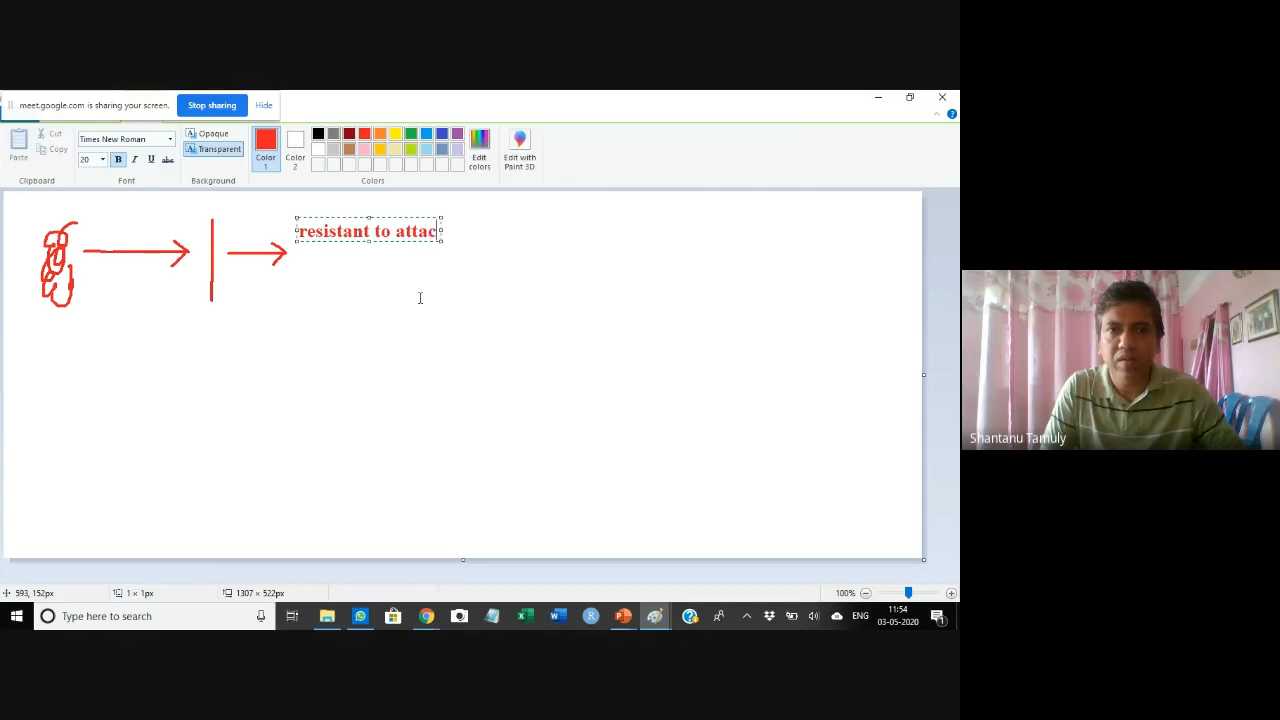 meet.google.com is sharing your screen.
Stop sharing
Hide
Paste
Cut
Copy
Clipboard
Times New Roman
20
B
I
U
abc
Font
Opaque
Transparent
Background
Color
1
Color
2
Edit
colors
Colors
Edit with
Paint 3D
resistant to attac
Shantanu Tamuly
593, 152px
1 × 1px
1307 × 522px
100%
Type here to search
ENG
11:54
03-05-2020
1